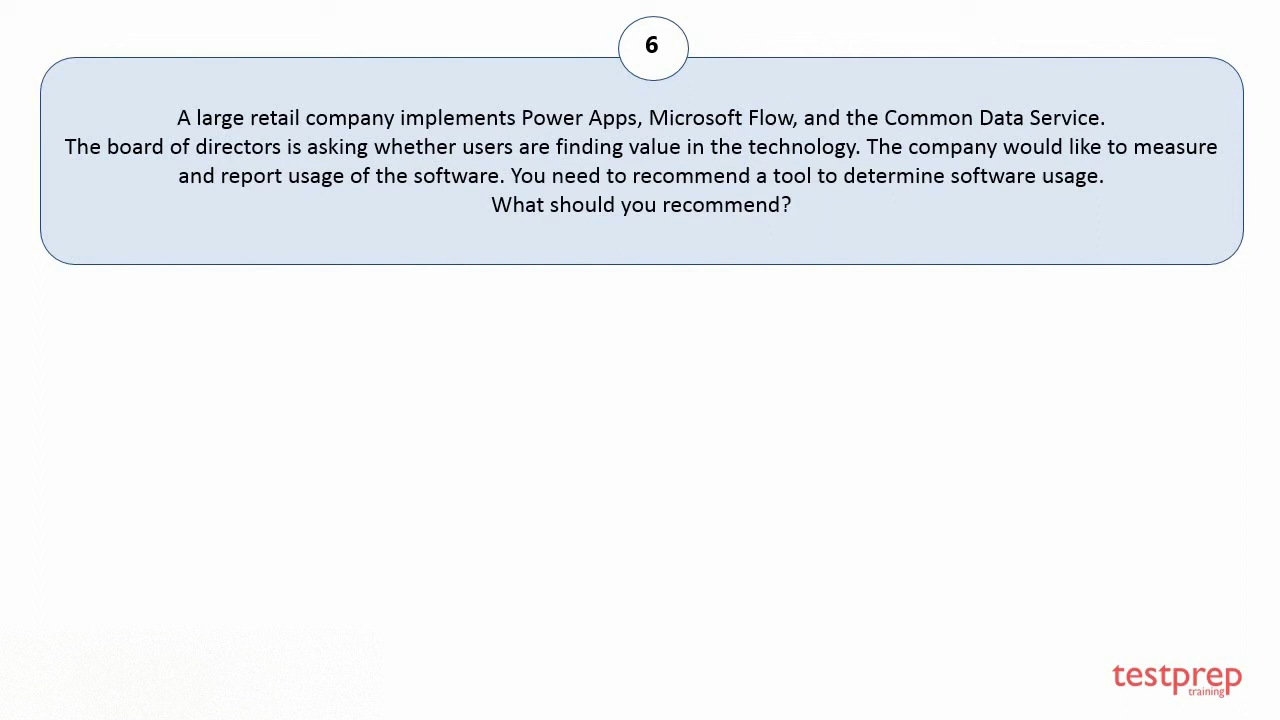 6
A large retail company implements Power Apps, Microsoft Flow, and the Common Data Service.
The board of directors is asking whether users are finding value in the technology. The company would like to measure
and report usage of the software. You need to recommend a tool to determine software usage.
What should you recommend?
testprep
training